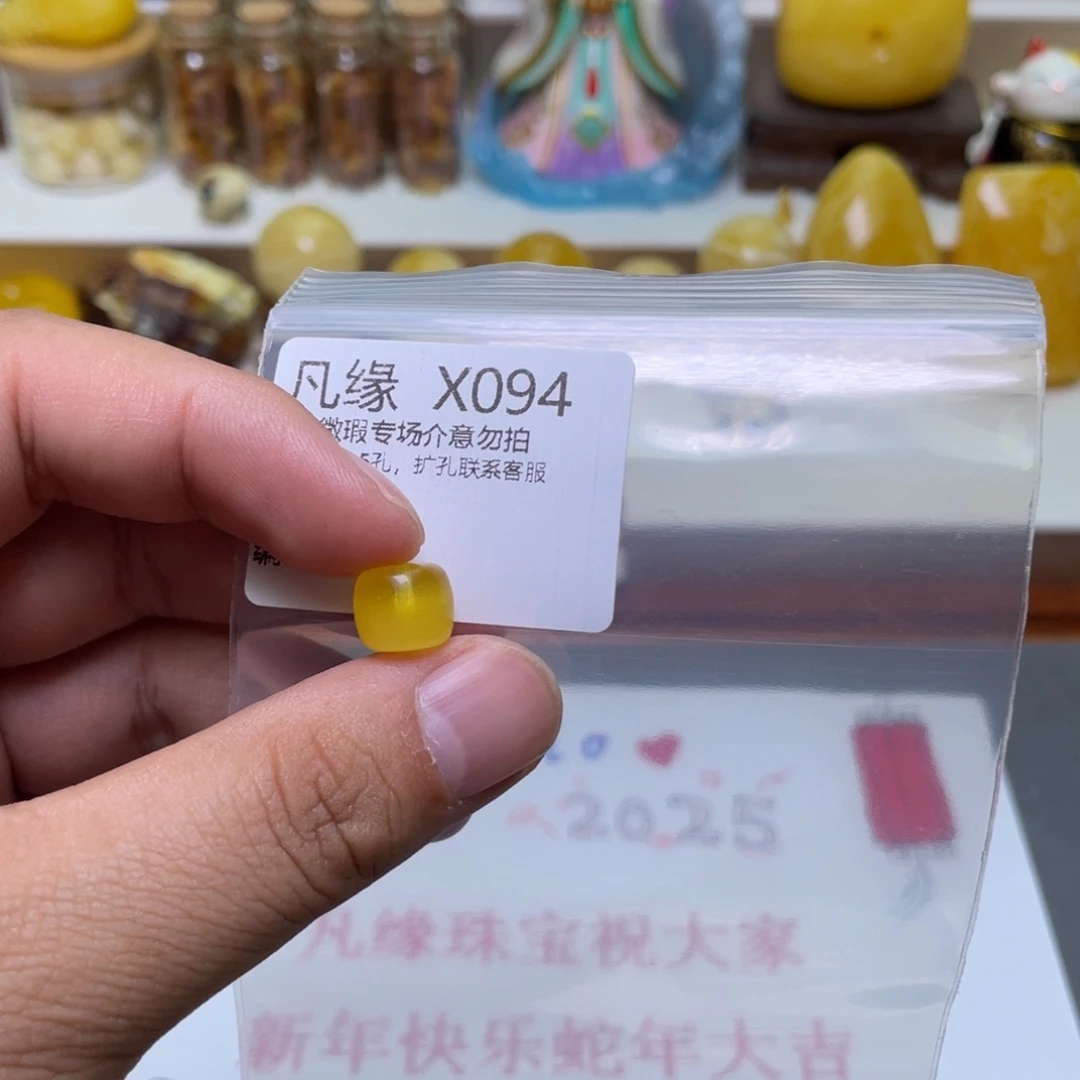 凡缘 X094
微瑕专场介意勿拍
5孔，扩孔联系客服
2025
凡缘珠宝祝大家
新年快乐蛇年大吉